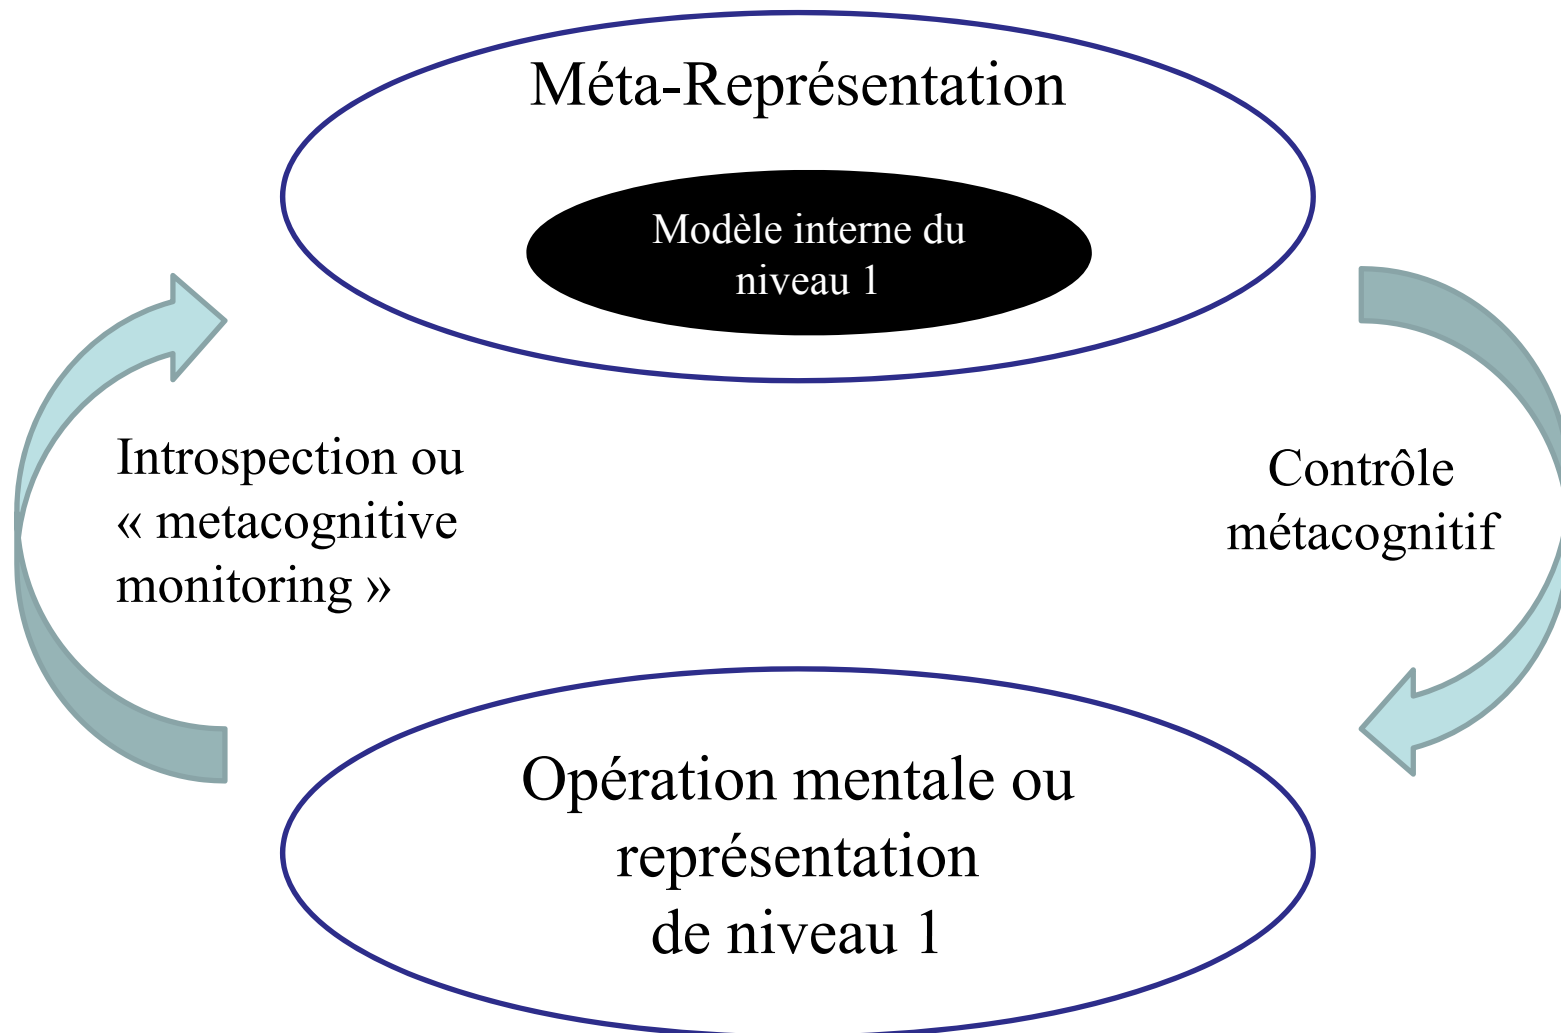 Méta-Représentation
Modèle interne du
niveau 1
Introspection ou
« metacognitive
monitoring »
Contrôle
métacognitif
Opération mentale ou
représentation
de niveau 1